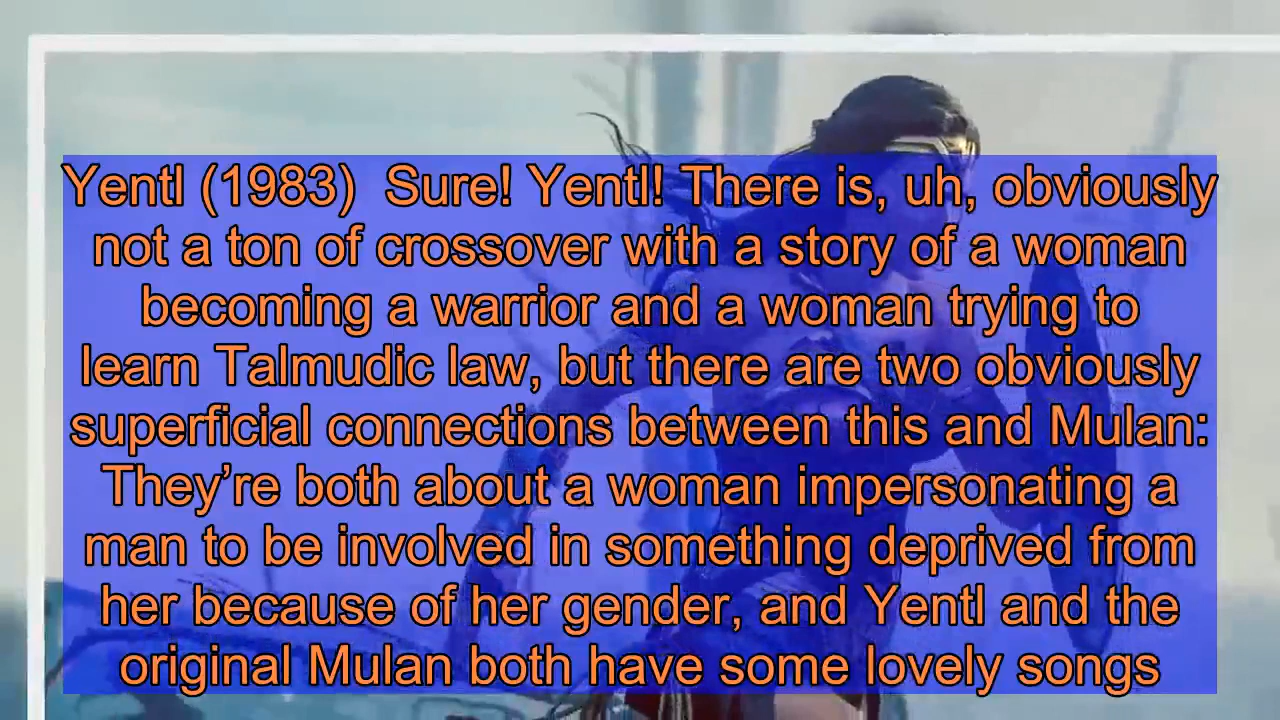 Yentl (1983)  Sure! Yentl! There is, uh, obviously
not a ton of crossover with a story of a woman
becoming a warrior and a woman trying to
learn Talmudic law, but there are two obviously
superficial connections between this and Mulan:
They’re both about a woman impersonating a
man to be involved in something deprived from
her because of her gender, and Yentl and the
original Mulan both have some lovely songs